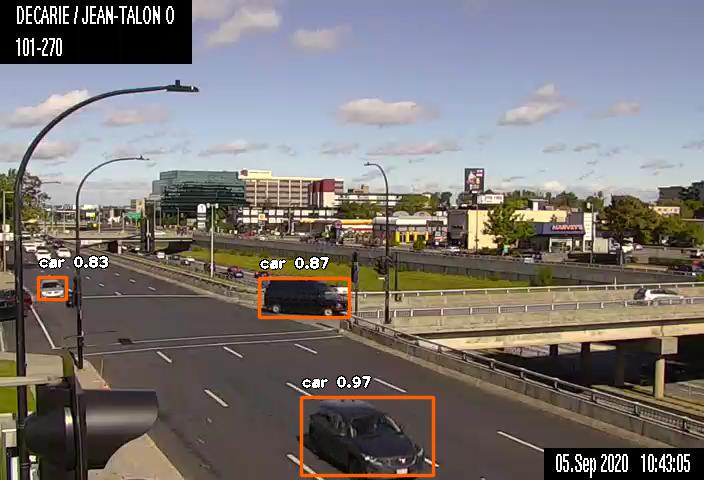 DECARIE / JEAN-TALON O
101-270
car 0.83
car 0.87
HARVEY'S
car 0.97
05.Sep 2020 10:43:05